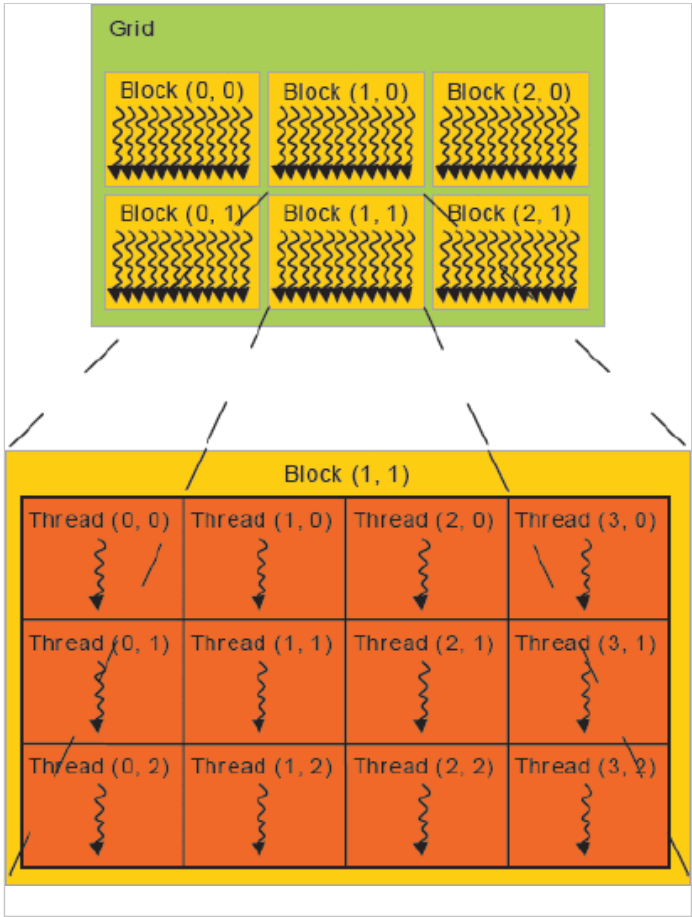 Grid
Block (0, 0) Block (1, 0) Block (2, 0)
Block (0, 1) Block (1, 1) Block (2, 1)
Block (1, 1)
Thread (0, 0) Thread (1, 0) Thread (2, 0) Thread (3, 0)
Thread (0, 1) Thread (1, 1) Thread (2, 1) Thread (3, 1)
Thread (0, 2) Thread (1, 2) Thread (2, 2) Thread (3, 2)